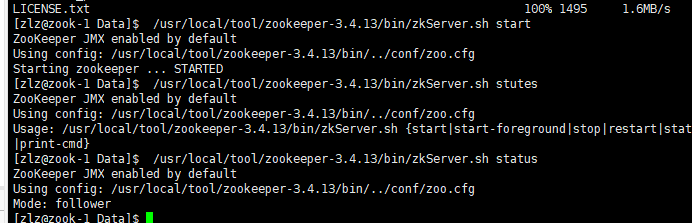 LICENSE.txt 100% 1495 1.6MB/s
[zlz@zook-1 Data]$ /usr/local/tool/zookeeper-3.4.13/bin/zkServer.sh start
ZooKeeper JMX enabled by default
Using config: /usr/local/tool/zookeeper-3.4.13/bin/../conf/zoo.cfg
Starting zookeeper ... STARTED
[zlz@zook-1 Data]$ /usr/local/tool/zookeeper-3.4.13/bin/zkServer.sh stutes
ZooKeeper JMX enabled by default
Using config: /usr/local/tool/zookeeper-3.4.13/bin/../conf/zoo.cfg
Usage: /usr/local/tool/zookeeper-3.4.13/bin/zkServer.sh {start|start-foreground|stop|restart|stat
|print-cmd}
[zlz@zook-1 Data]$ /usr/local/tool/zookeeper-3.4.13/bin/zkServer.sh status
ZooKeeper JMX enabled by default
Using config: /usr/local/tool/zookeeper-3.4.13/bin/../conf/zoo.cfg
Mode: follower
[zlz@zook-1 Data]$